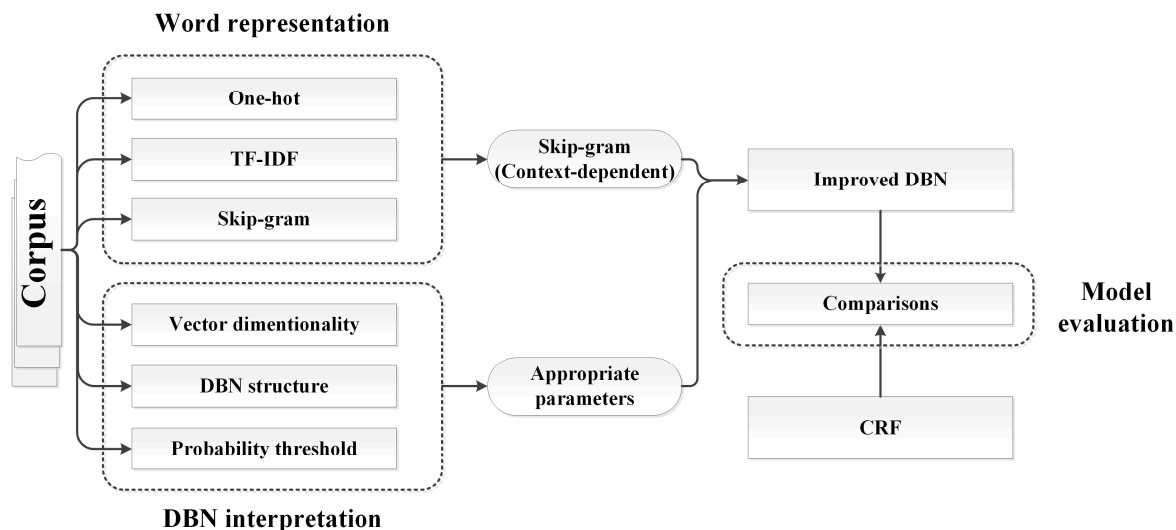 Word representation
One-hot
TF-IDF
Skip-gram
Corpus
Vector dimentionality
DBN structure
Probability threshold
DBN interpretation
Skip-gram
(Context-dependent)
Appropriate
parameters
Improved DBN
Comparisons
CRF
Model
evaluation